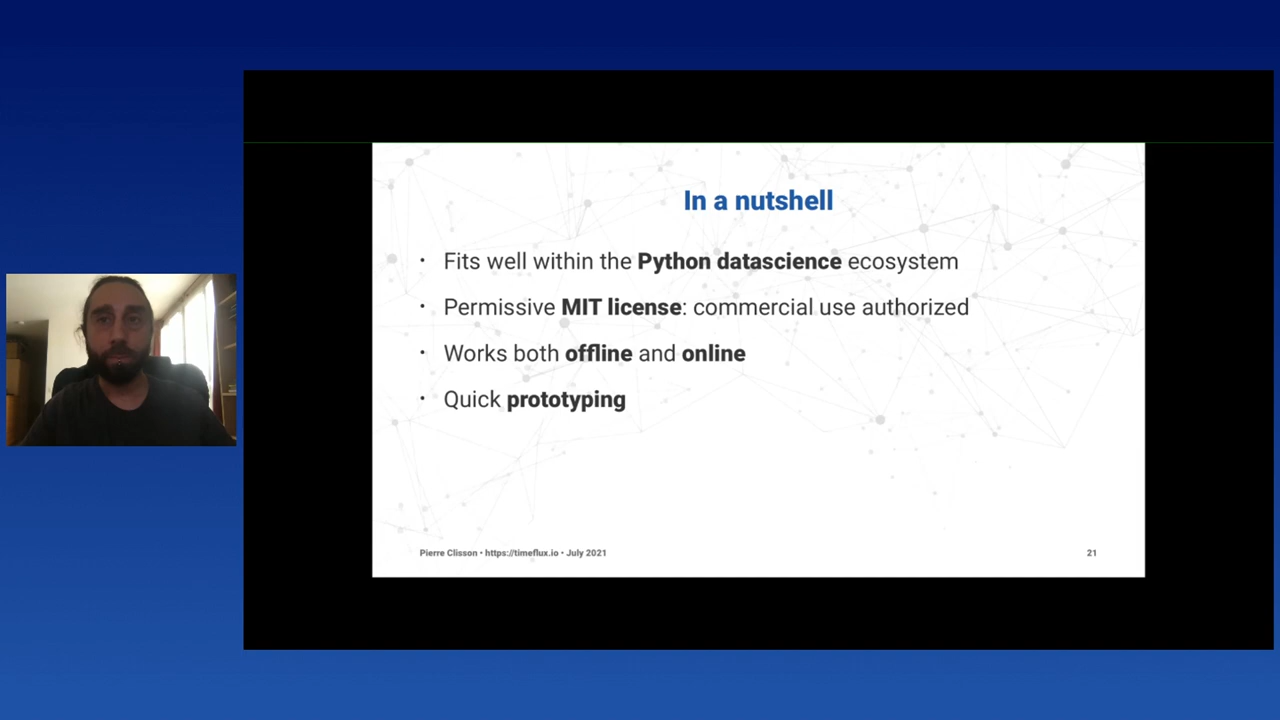 In a nutshell
• Fits well within the Python datascience ecosystem
• Permissive MIT license: commercial use authorized
• Works both offline and online
• Quick prototyping
Pierre Clisson • https://timeflux.io • July 2021
21